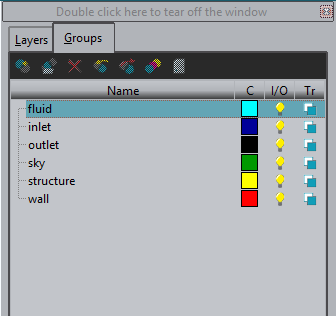 Double click here to tear off the window
Layers Groups
Name C I/O Tr
fluid
inlet
outlet
sky
structure
wall